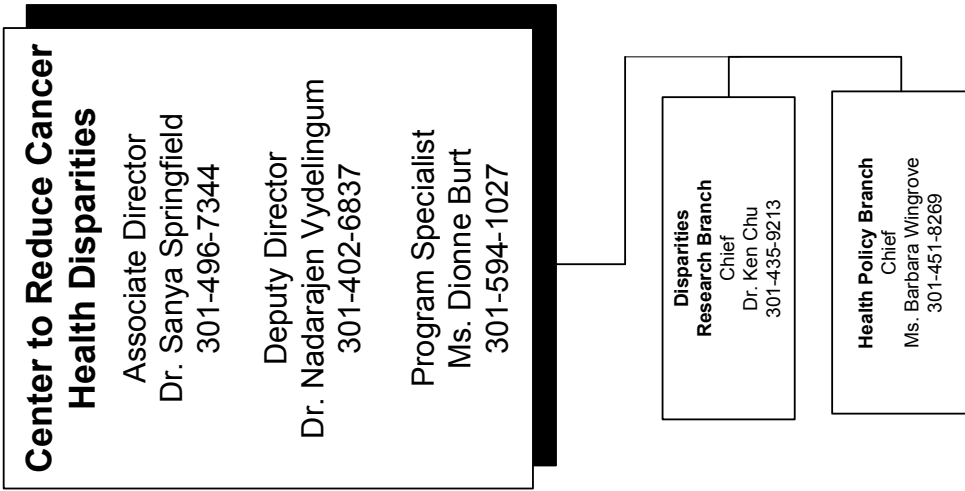 Center to Reduce Cancer
Health Disparities
Associate Director
Dr. Sanya Springfield
301-496-7344
Deputy Director
Dr. Nadarajen Vydelingum
301-402-6837
Program Specialist
Ms. Dionne Burt
301-594-1027
Disparities
Research Branch
Chief
Dr. Ken Chu
301-435-9213
Health Policy Branch
Chief
Ms. Barbara Wingrove
301-451-8269